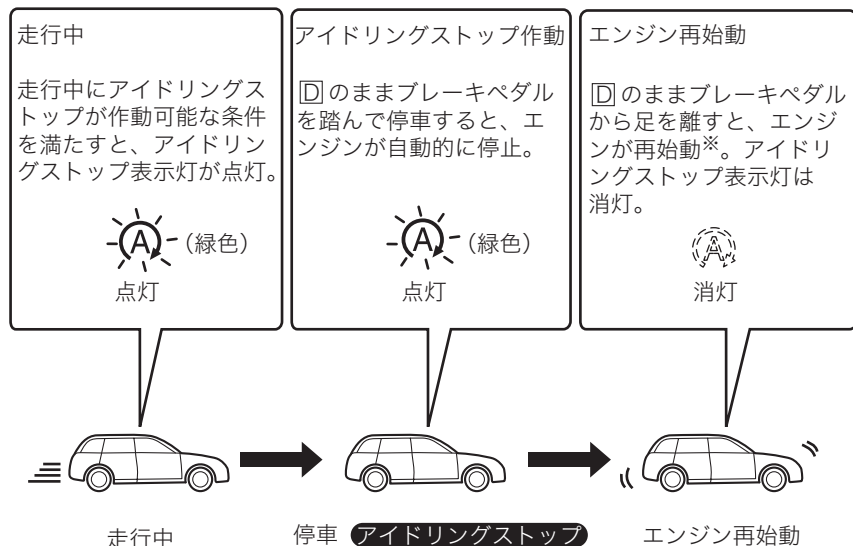 走行中
走行中にアイドリングス
トップが作動可能な条件
を満たすと、アイドリン
グストップ表示灯が点灯。
A (緑色)
点灯
アイドリングストップ作動
Dのままブレーキペダル
を踏んで停車すると、エ
ンジンが自動的に停止。
A (緑色)
点灯
エンジン再始動
Dのままブレーキペダル
から足を離すと、エンジ
ンが再始動※。アイドリ
ングストップ表示灯は
消灯。
A
消灯
走行中
停車 アイドリングストップ
エンジン再始動